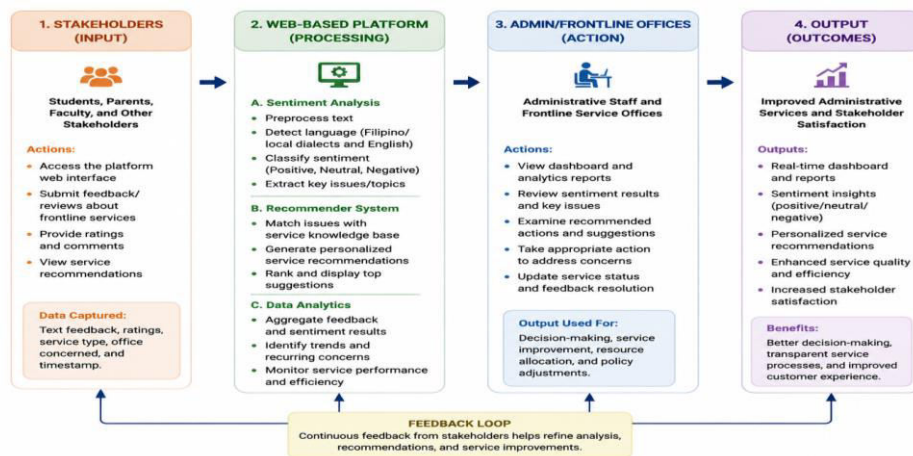 1. STAKEHOLDERS
(INPUT)
Students, Parents,
Faculty, and Other
Stakeholders
Actions:
• Access the platform
web interface
• Submit feedback/
reviews about
frontline services
• Provide ratings
and comments
• View service
recommendations
Data Captured:
Text feedback, ratings,
service type, office
concerned, and
timestamp.
2. WEB-BASED PLATFORM
(PROCESSING)
A. Sentiment Analysis
• Preprocess text
• Detect language (Filipino/
local dialects and English)
• Classify sentiment
(Positive, Neutral, Negative)
• Extract key issues/topics
B. Recommender System
• Match issues with
service knowledge base
• Generate personalized
service recommendations
• Rank and display top
suggestions
C. Data Analytics
• Aggregate feedback
and sentiment results
• Identify trends and
recurring concerns
• Monitor service performance
and efficiency
3. ADMIN/FRONTLINE OFFICES
(ACTION)
Administrative Staff and
Frontline Service Offices
Actions:
• View dashboard and
analytics reports
• Review sentiment results
and key issues
• Examine recommended
actions and suggestions
• Take appropriate action
to address concerns
• Update service status
and feedback resolution
Output Used For:
Decision-making, service
improvement, resource
allocation, and policy
adjustments.
4. OUTPUT
(OUTCOMES)
Improved Administrative
Services and Stakeholder
Satisfaction
Outputs:
• Real-time dashboard
and reports
• Sentiment insights
(positive/neutral/
negative)
• Personalized service
recommendations
• Enhanced service quality
and efficiency
• Increased stakeholder
satisfaction
Benefits:
Better decision-making,
transparent service
processes, and improved
customer experience.
FEEDBACK LOOP
Continuous feedback from stakeholders helps refine analysis,
recommendations, and service improvements.